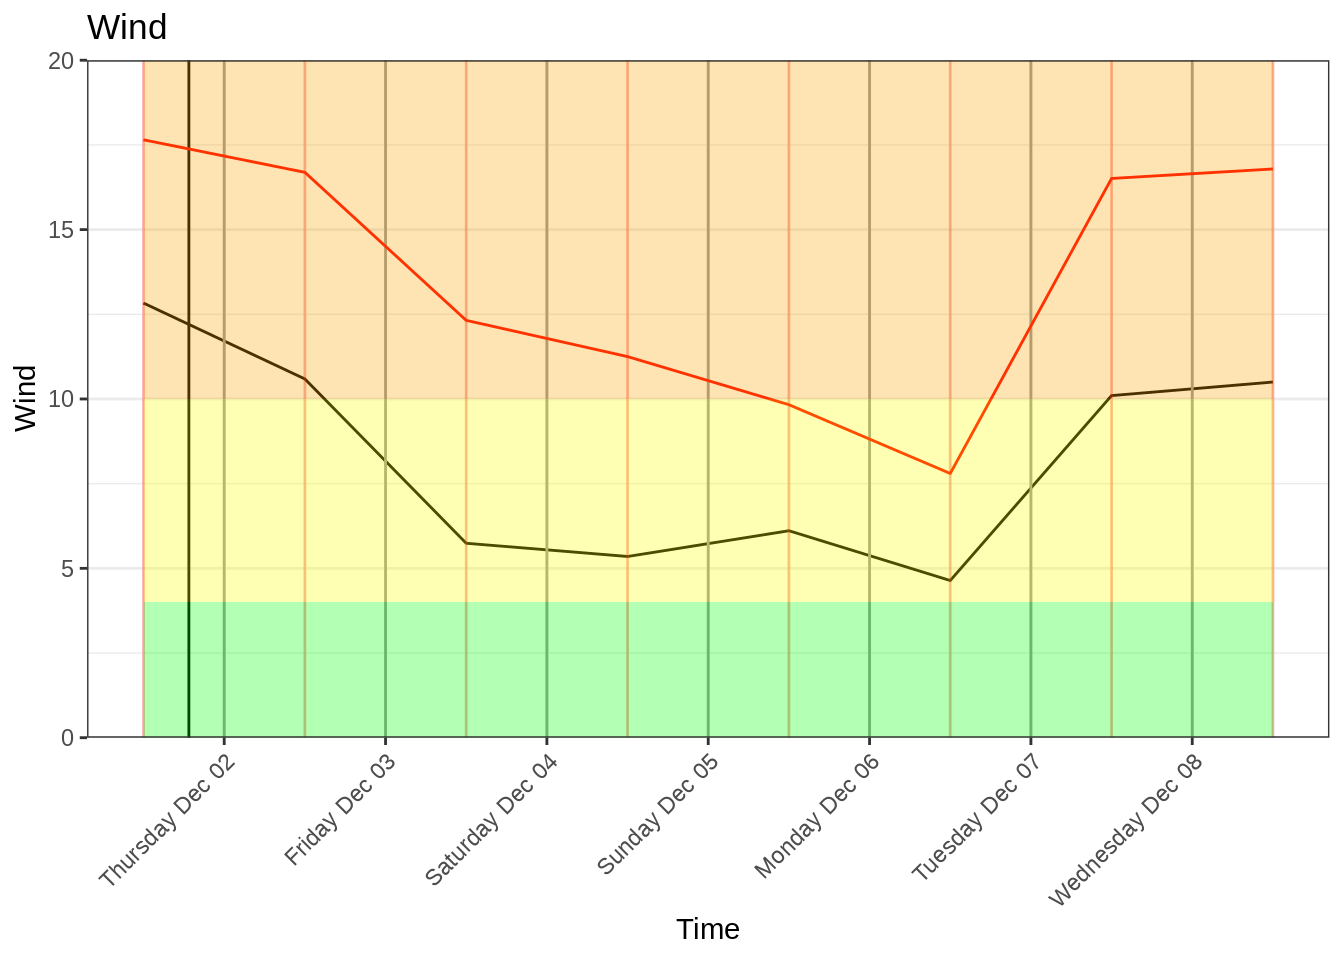 Wind
20
15
10
5
0
Wind
Thursday Dec 02
Friday Dec 03
Saturday Dec 04
Sunday Dec 05
Monday Dec 06
Tuesday Dec 07
Wednesday Dec 08
Time